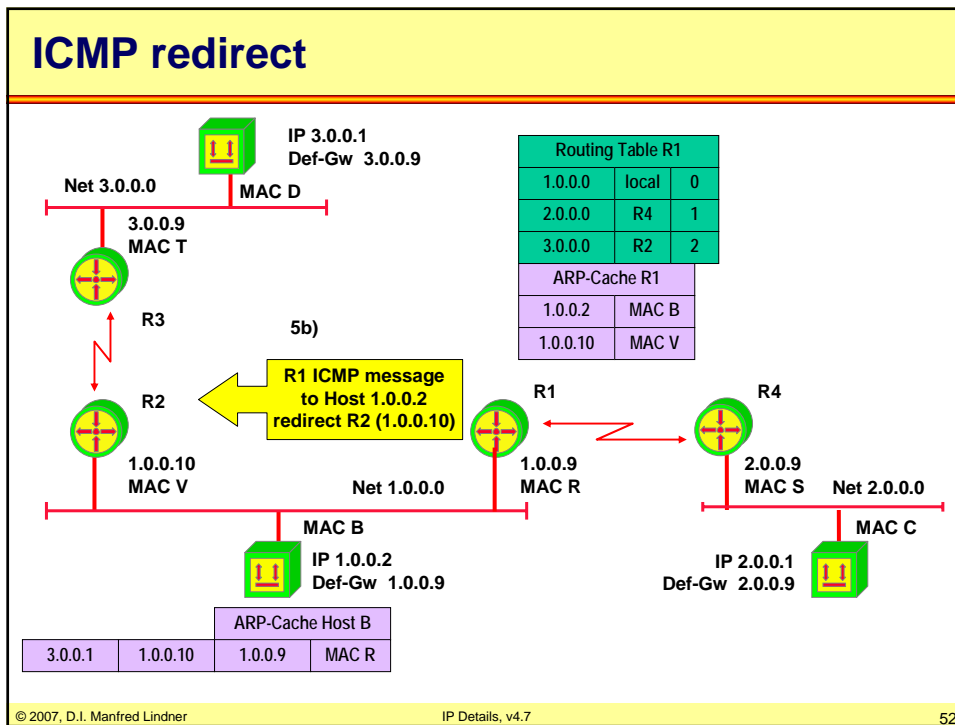 ICMP redirect
IP 3.0.0.1
Def-Gw 3.0.0.9
Net 3.0.0.0
MAC D
3.0.0.9
MAC T
R3
Routing Table R1
1.0.0.0 local 0
2.0.0.0 R4 1
3.0.0.0 R2 2
ARP-Cache R1
1.0.0.2 MAC B
1.0.0.10 MAC V
5b)
R1 ICMP message
to Host 1.0.0.2
redirect R2 (1.0.0.10)
R2
R1
R4
1.0.0.10
MAC V
Net 1.0.0.0
1.0.0.9
MAC R
2.0.0.9
MAC S
Net 2.0.0.0
MAC B
IP 1.0.0.2
Def-Gw 1.0.0.9
MAC C
IP 2.0.0.1
Def-Gw 2.0.0.9
ARP-Cache Host B
3.0.0.1 1.0.0.10 1.0.0.9 MAC R
© 2007, D.I. Manfred Lindner
IP Details, v4.7
52